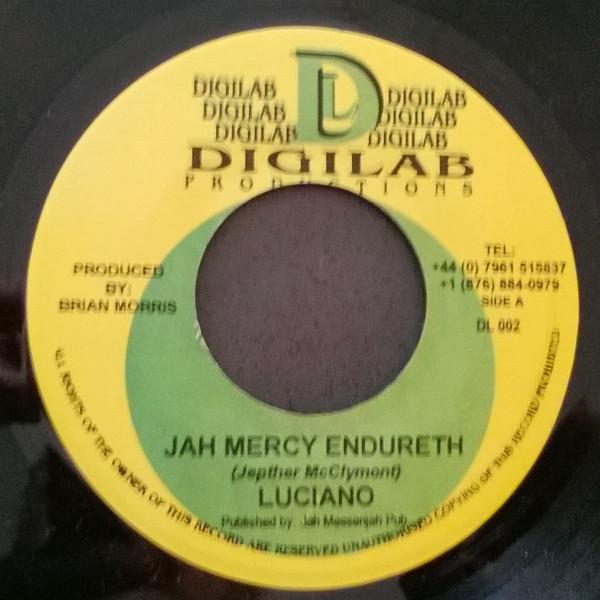 DL
DIGILAB DIGILAB
DIGILAB DIGILAB
DIGILAB DIGILAB
DIGILAB
PRODUCTIONS
PRODUCED
BY:
BRIAN MORRIS
TEL:
+44 (0) 7961 515837
+1 (876) 884-0979
SIDE A
DL 002
JAH MERCY ENDURETH
(Jepther McClymont)
LUCIANO
Published by: Jah Messenjah Pub.
ALL RIGHTS OF THE OWNER OF THIS RECORD ARE RESERVED UNAUTHORISED COPYING OF THIS RECORD PROHIBITED